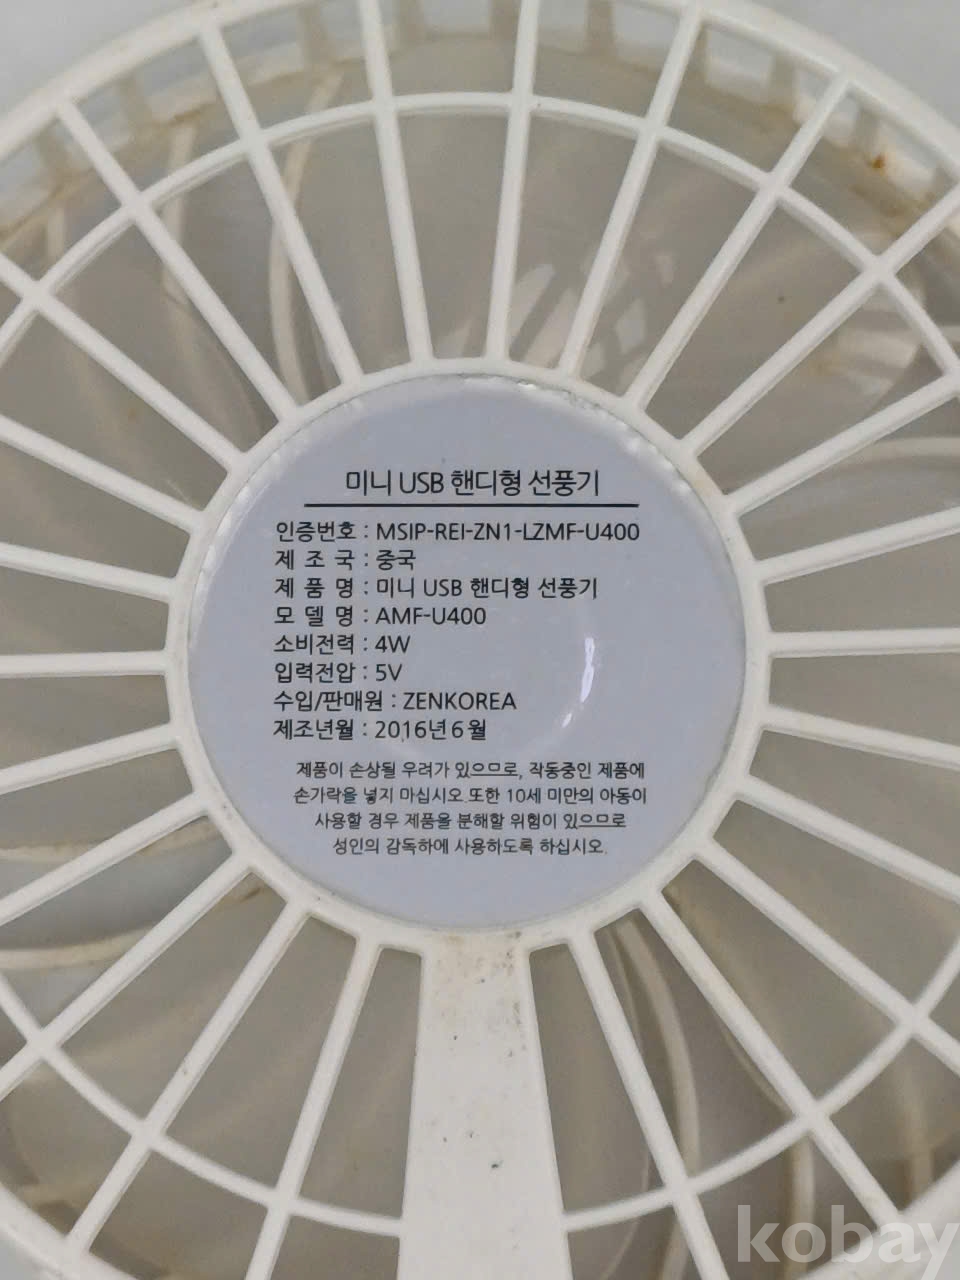 미니 USB 핸디형 선풍기
인증번호 : MSIP-REI-ZN1-LZMF-U400
제 조 국 : 중국
제 품 명 : 미니 USB 핸디형 선풍기
모 델 명 : AMF-U400
소비전력 : 4W
입력전압 : 5V
수입/판매원 : ZENKOREA
제조년월 : 2016년 6월
제품이 손상될 우려가 있으므로, 작동중인 제품에
손가락을 넣지 마십시오.또한 10세 미만의 아동이
사용할 경우 제품을 분해할 위험이 있으므로
성인의 감독하에 사용하도록 하십시오.
kobay